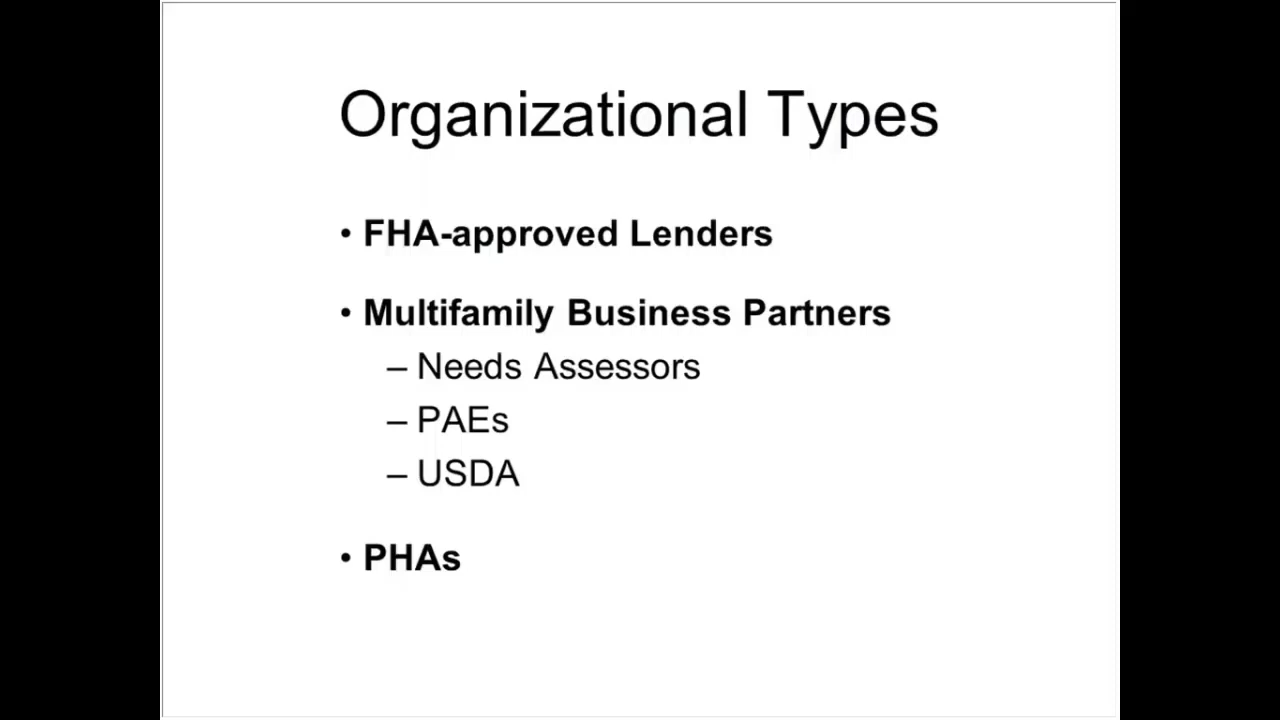 Organizational Types
• FHA-approved Lenders
• Multifamily Business Partners
– Needs Assessors
– PAEs
– USDA
• PHAs